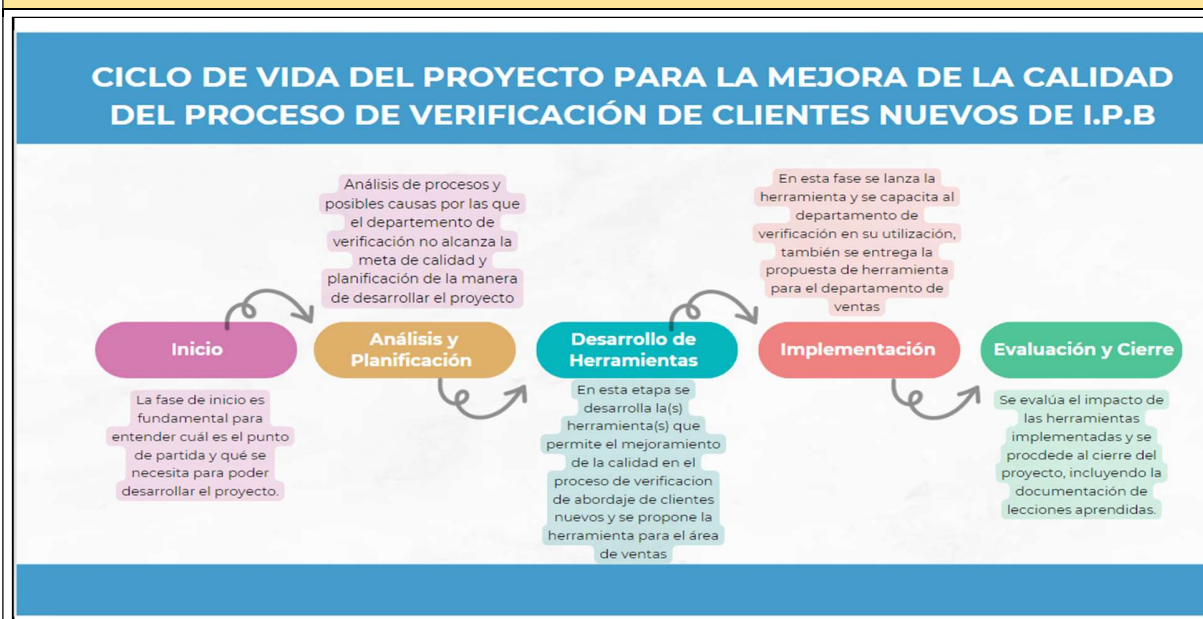 CICLO DE VIDA DEL PROYECTO PARA LA MEJORA DE LA CALIDAD
DEL PROCESO DE VERIFICACIÓN DE CLIENTES NUEVOS DE I.P.B
Inicio
La fase de inicio es
fundamental para
entender cuál es el punto
de partida y qué se
necesita para poder
desarrollar el proyecto.
Análisis de procesos y
posibles causas por las que
el departemento de
verificación no alcanza la
meta de calidad y
planificación de la manera
de desarrollar el proyecto
Análisis y
Planificación
Desarrollo de
Herramientas
En esta etapa se
desarrolla la(s)
herramienta(s) que
permite el mejoramiento
de la calidad en el
proceso de verificacion
de abordaje de clientes
nuevos y se propone la
herramienta para el área
de ventas
En esta fase se lanza la
herramienta y se capacita al
departamento de
verificación en su utilización,
también se entrega la
propuesta de herramienta
para el departamento de
ventas
Implementación
Evaluación y Cierre
Se evalúa el impacto de
las herramientas
implementadas y se
procdede al cierre del
proyecto, incluyendo la
documentación de
lecciones aprendidas.